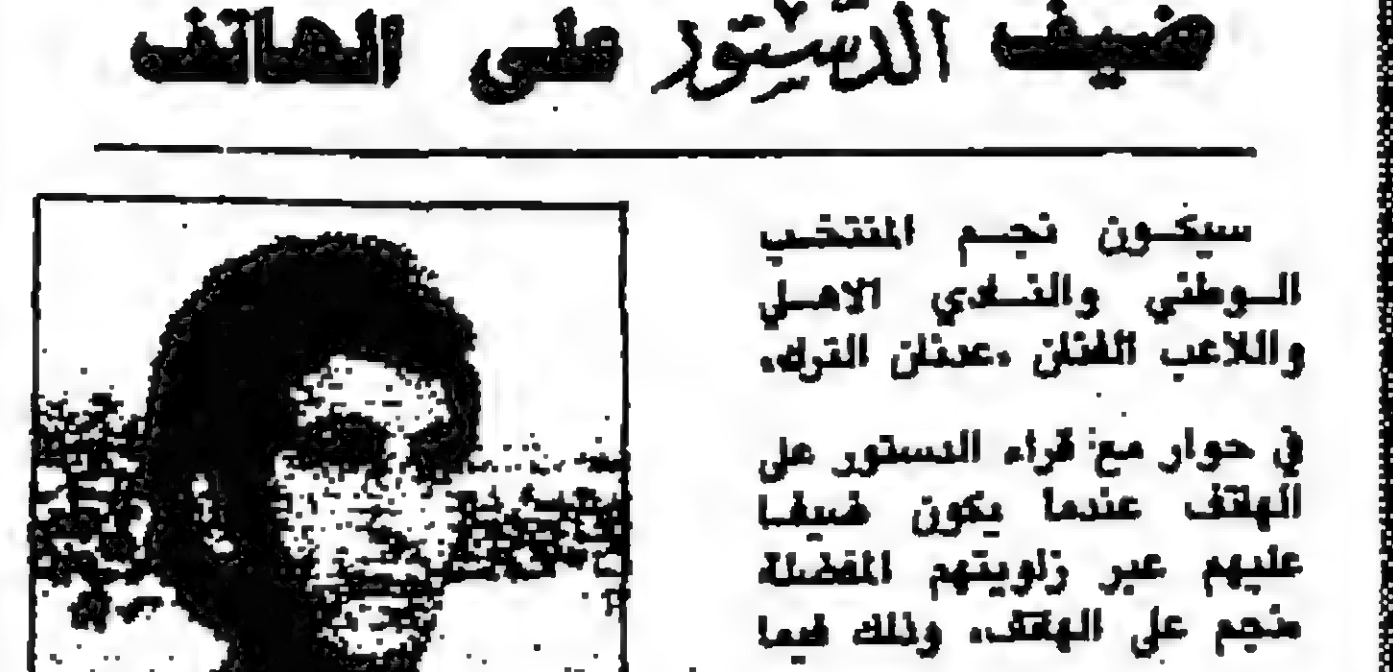 ضيف الدستور على الهاتف
سيكون نجم المنتخب
الوطني والنادي الاهلي
واللاعب الفنان «عدنان الترك»
في حوار مع قراء الدستور على
الهاتف عندما يكون ضيفا
عليهم عبر زاويتهم المفضلة
«نجم على الهاتف» وذلك فيما